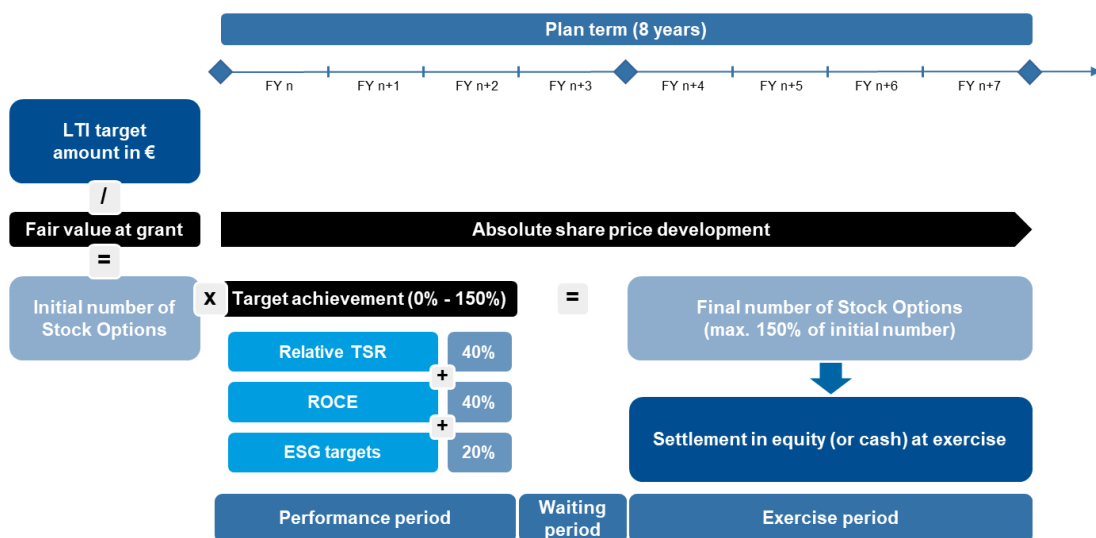 Plan term (8 years)
FY n
FY n+1
FY n+2
FY n+3
FY n+4
FY n+5
FY n+6
FY n+7
LTI target
amount in €
/
Fair value at grant
Absolute share price development
=
Initial number of
Stock Options
x
Target achievement (0% - 150%)
=
Final number of Stock Options
(max. 150% of initial number)
Relative TSR
40%
+
ROCE
40%
+
ESG targets
20%
Settlement in equity (or cash) at exercise
Performance period
Waiting
period
Exercise period